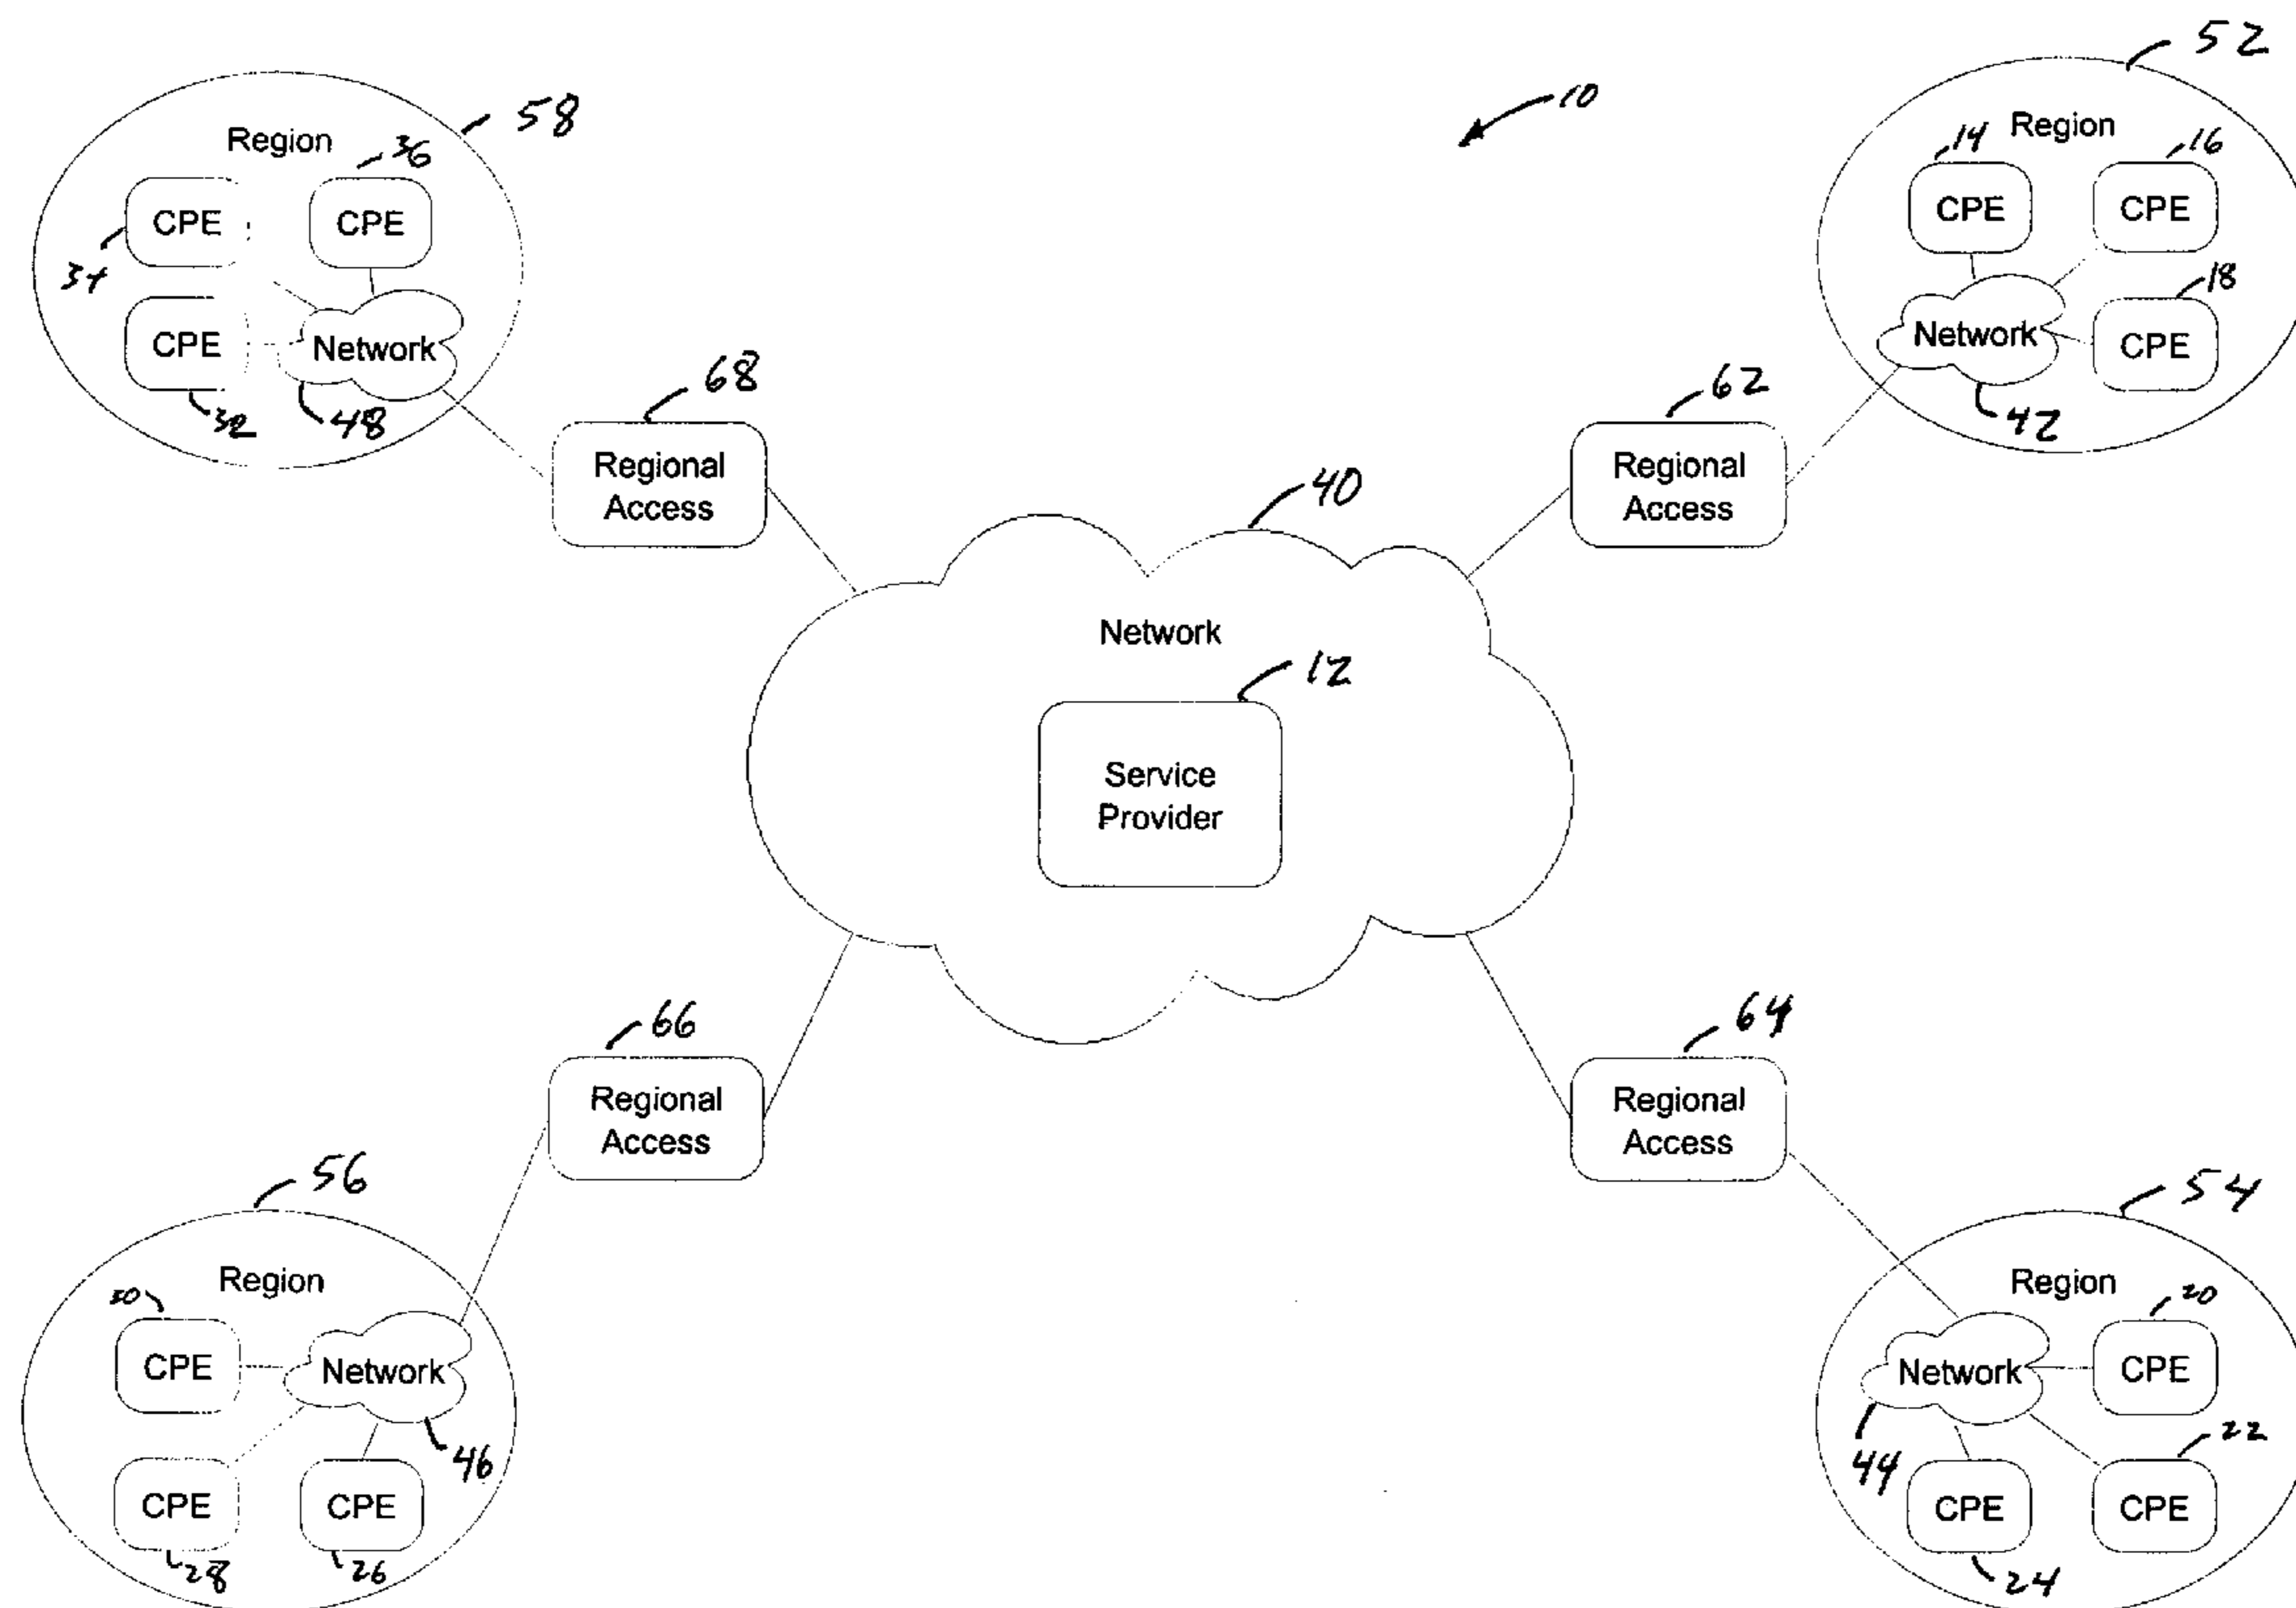 52
10
58
Region
36
CPE
CPE
34
CPE
Network
32
48
Region
14
16
CPE
CPE
18
Network
CPE
42
68
Regional
Access
62
Regional
Access
40
Network
12
Service
Provider
66
Regional
Access
64
Regional
Access
56
Region
30
CPE
Network
46
CPE
CPE
28
26
54
Region
20
Network
CPE
44
22
CPE
CPE
24